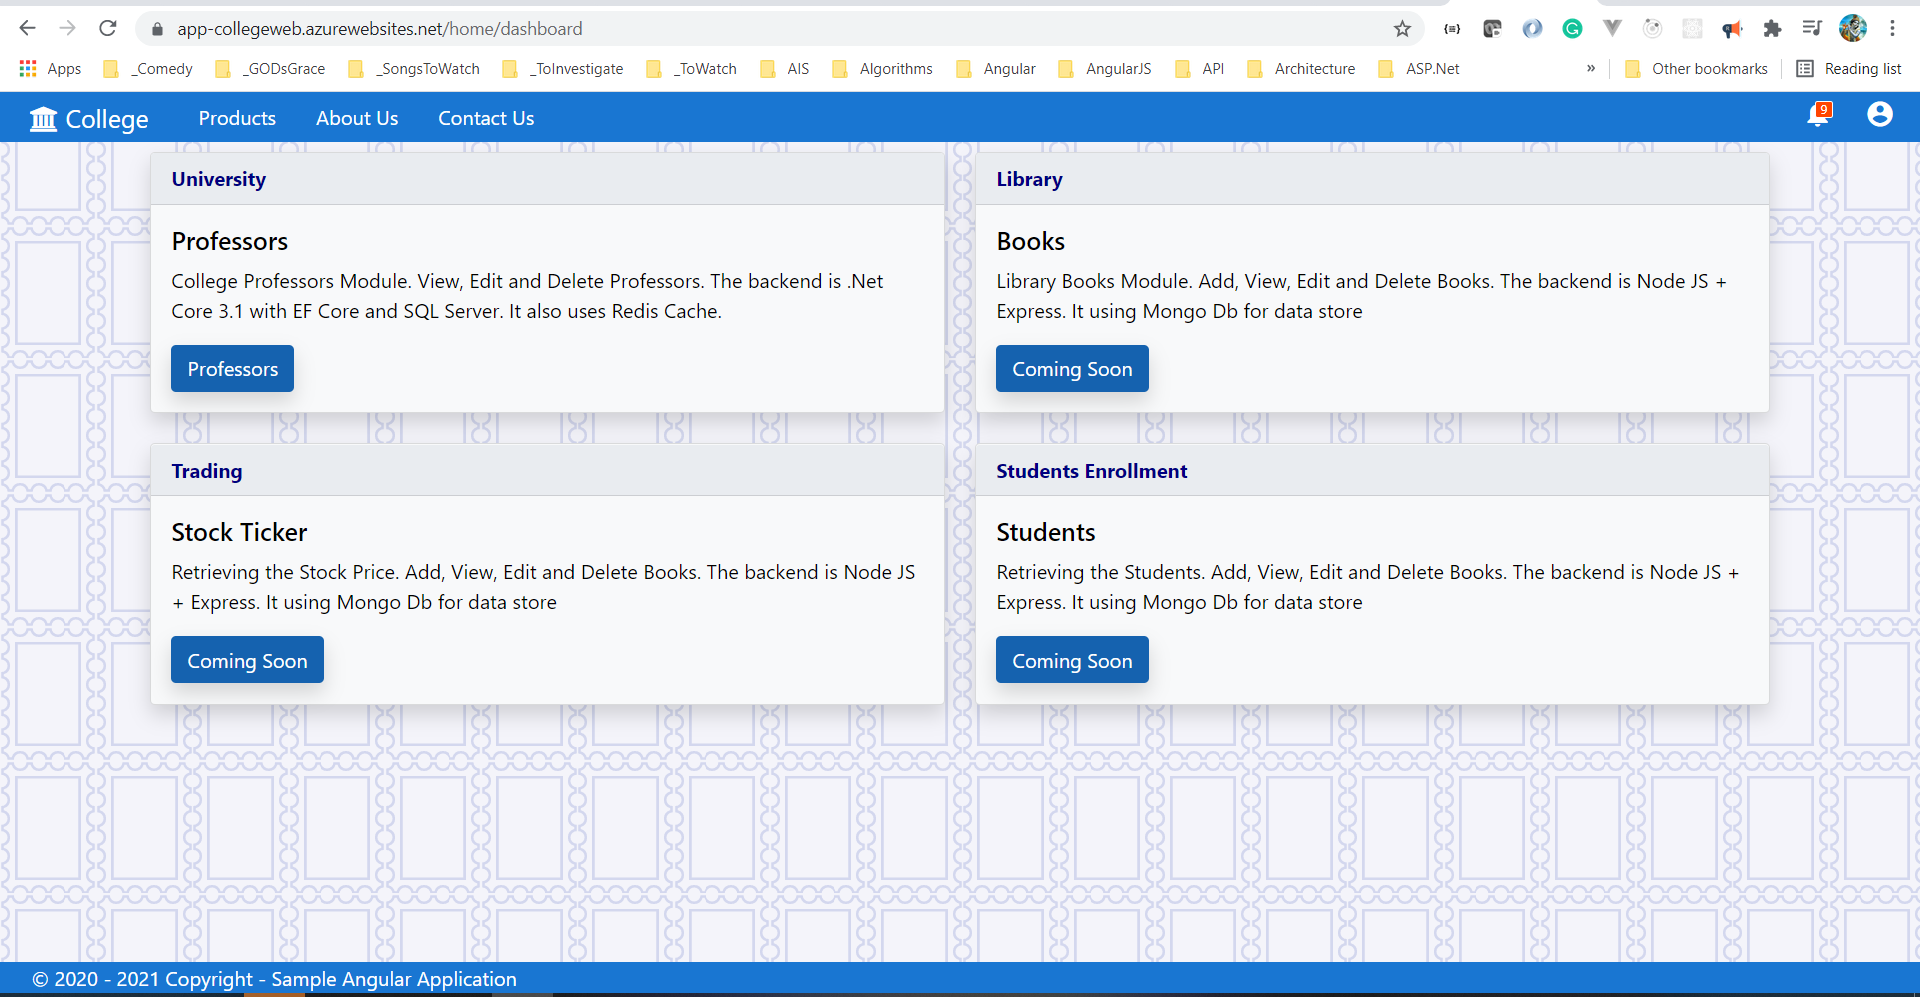 app-collegeweb.azurewebsites.net/home/dashboard
Apps _Comedy _GODsGrace _SongsToWatch _ToInvestigate _ToWatch AIS Algorithms Angular AngularJS API Architecture ASP.Net » Other bookmarks Reading list
College Products About Us Contact Us 9
University
Professors
College Professors Module. View, Edit and Delete Professors. The backend is .Net
Core 3.1 with EF Core and SQL Server. It also uses Redis Cache.
Professors
Library
Books
Library Books Module. Add, View, Edit and Delete Books. The backend is Node JS +
Express. It using Mongo Db for data store
Coming Soon
Trading
Stock Ticker
Retrieving the Stock Price. Add, View, Edit and Delete Books. The backend is Node JS
+ Express. It using Mongo Db for data store
Coming Soon
Students Enrollment
Students
Retrieving the Students. Add, View, Edit and Delete Books. The backend is Node JS +
Express. It using Mongo Db for data store
Coming Soon
© 2020 - 2021 Copyright - Sample Angular Application